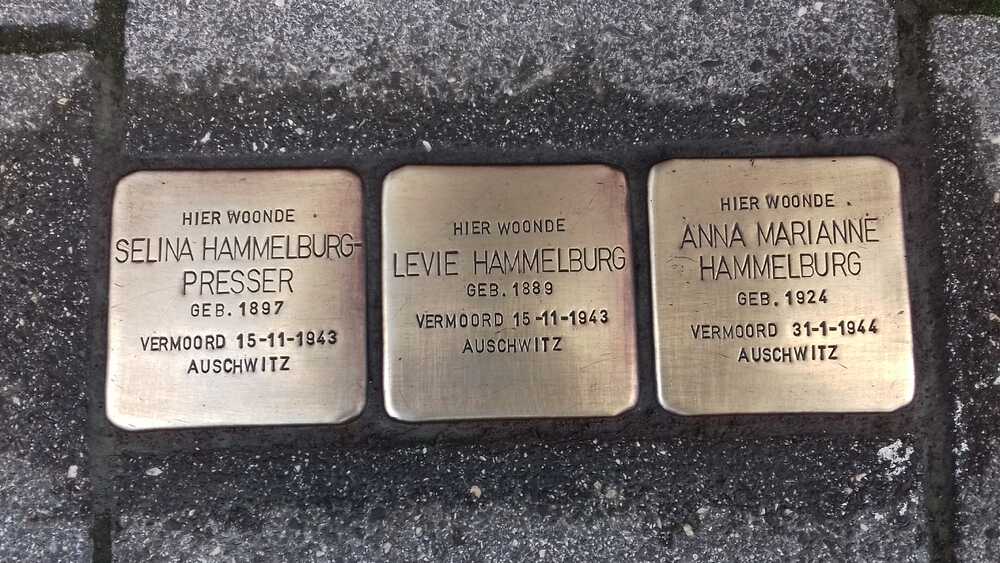 HIER WOONDE
SELINA HAMMELBURG-
PRESSER
GEB. 1897
VERMOORD 15-11-1943
AUSCHWITZ
HIER WOONDE
LEVIE HAMMELBURG
GEB. 1889
VERMOORD 15-11-1943
AUSCHWITZ
HIER WOONDE
ANNA MARIANNE
HAMMELBURG
GEB. 1924
VERMOORD 31-1-1944
AUSCHWITZ